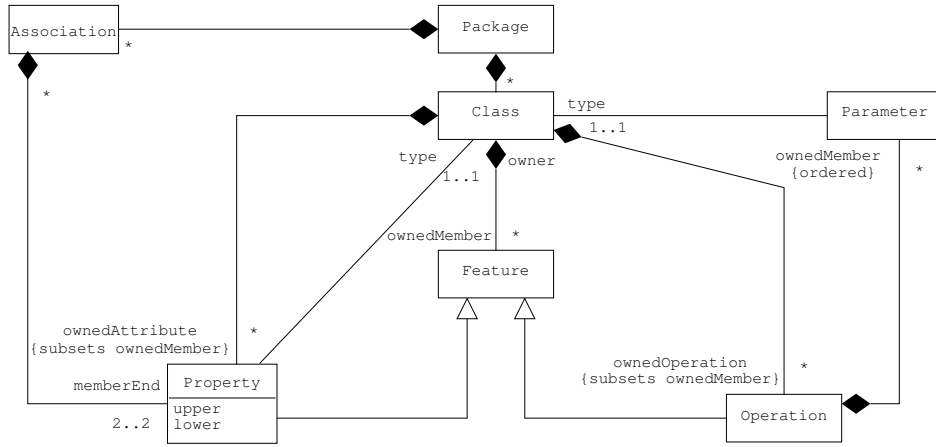 Association
*
Package
*
*
Class
type
1..1
Parameter
type
1..1
owner
ownedMember
{ordered}
*
ownedMember
*
Feature
ownedAttribute
{subsets ownedMember}
*
ownedOperation
{subsets ownedMember}
*
memberEnd
2..2
Property
upper
lower
Operation